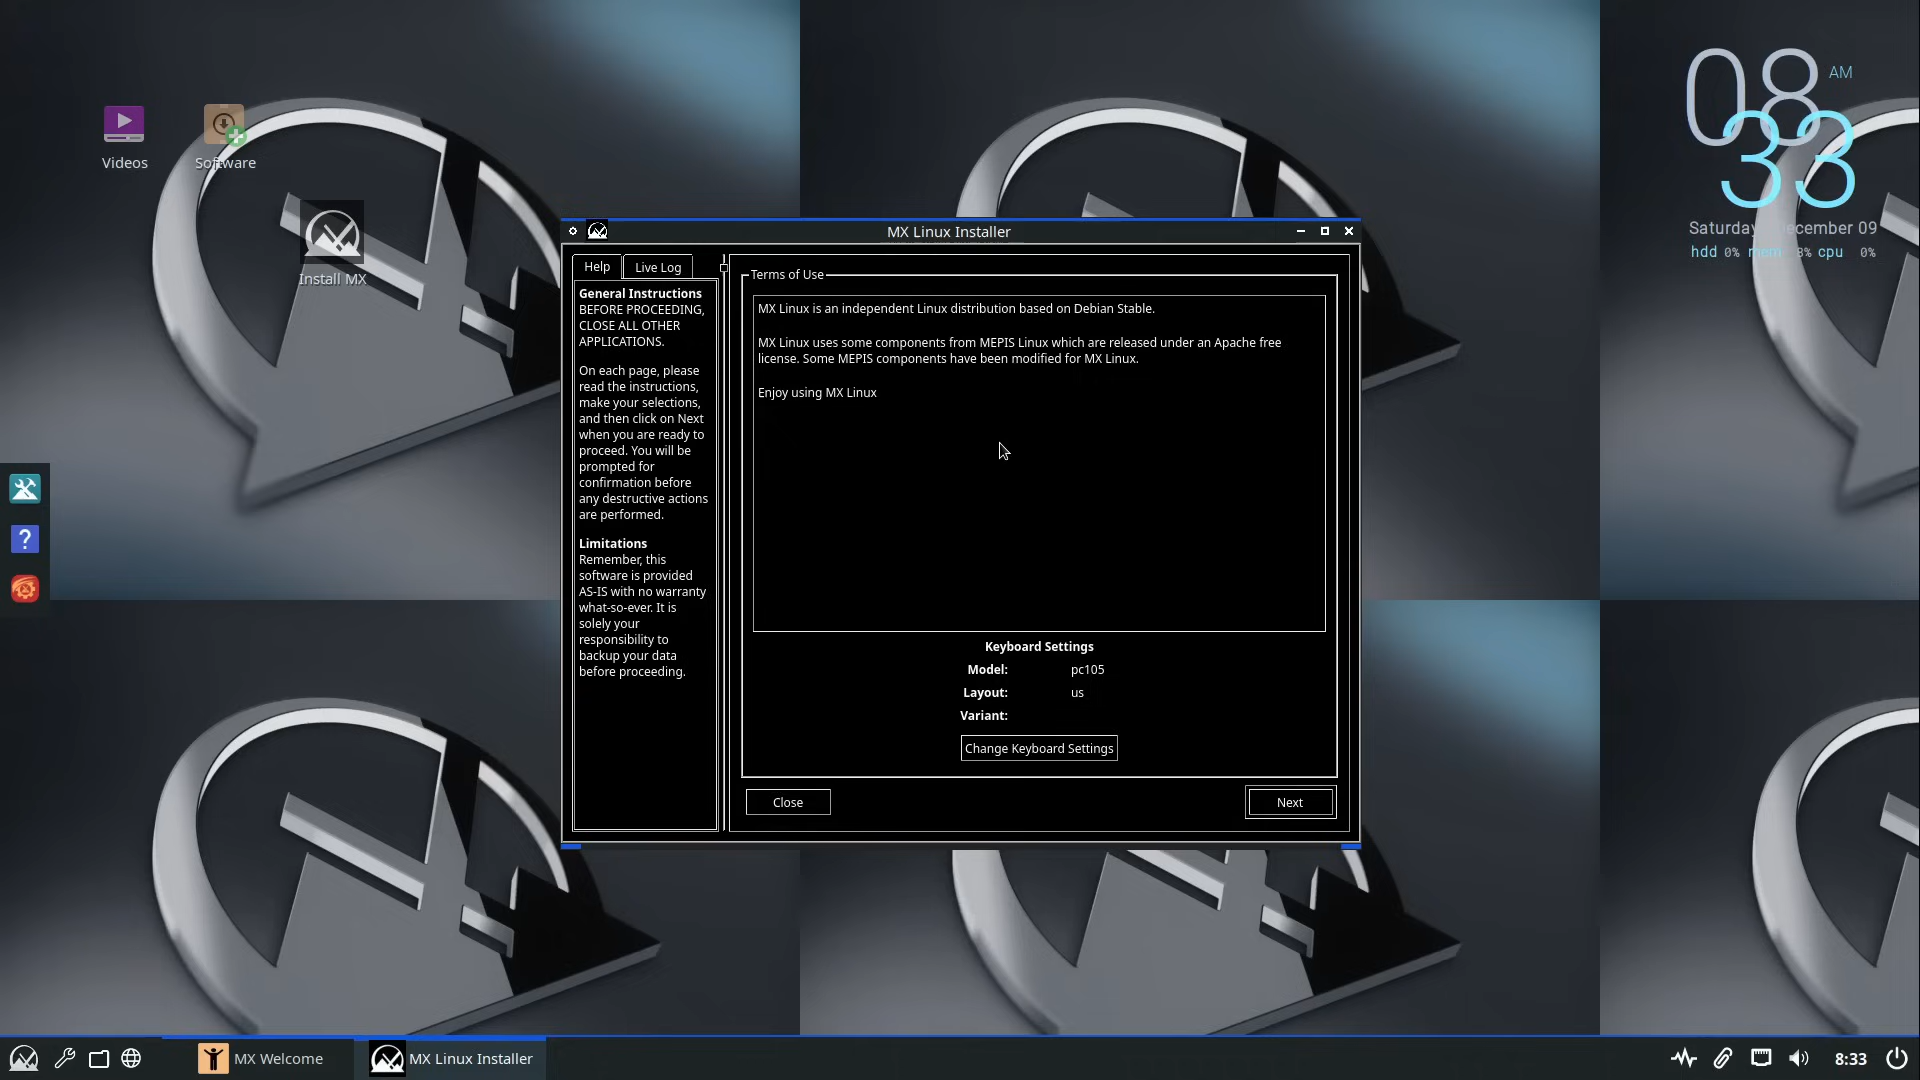 Videos
Software
Install MX
08 AM
33
Saturday December 09
hdd 0% mem 8% cpu 0%
MX Linux Installer
Help
Live Log
General Instructions
BEFORE PROCEEDING,
CLOSE ALL OTHER
APPLICATIONS.
On each page, please
read the instructions,
make your selections,
and then click on Next
when you are ready to
proceed. You will be
prompted for
confirmation before
any destructive actions
are performed.
Limitations
Remember, this
software is provided
AS-IS with no warranty
what-so-ever. It is
solely your
responsibility to
backup your data
before proceeding.
Terms of Use
MX Linux is an independent Linux distribution based on Debian Stable.
MX Linux uses some components from MEPIS Linux which are released under an Apache free
license. Some MEPIS components have been modified for MX Linux.
Enjoy using MX Linux
Keyboard Settings
Model: pc105
Layout: us
Variant:
Change Keyboard Settings
Close
Next
?
MX Welcome
MX Linux Installer
8:33